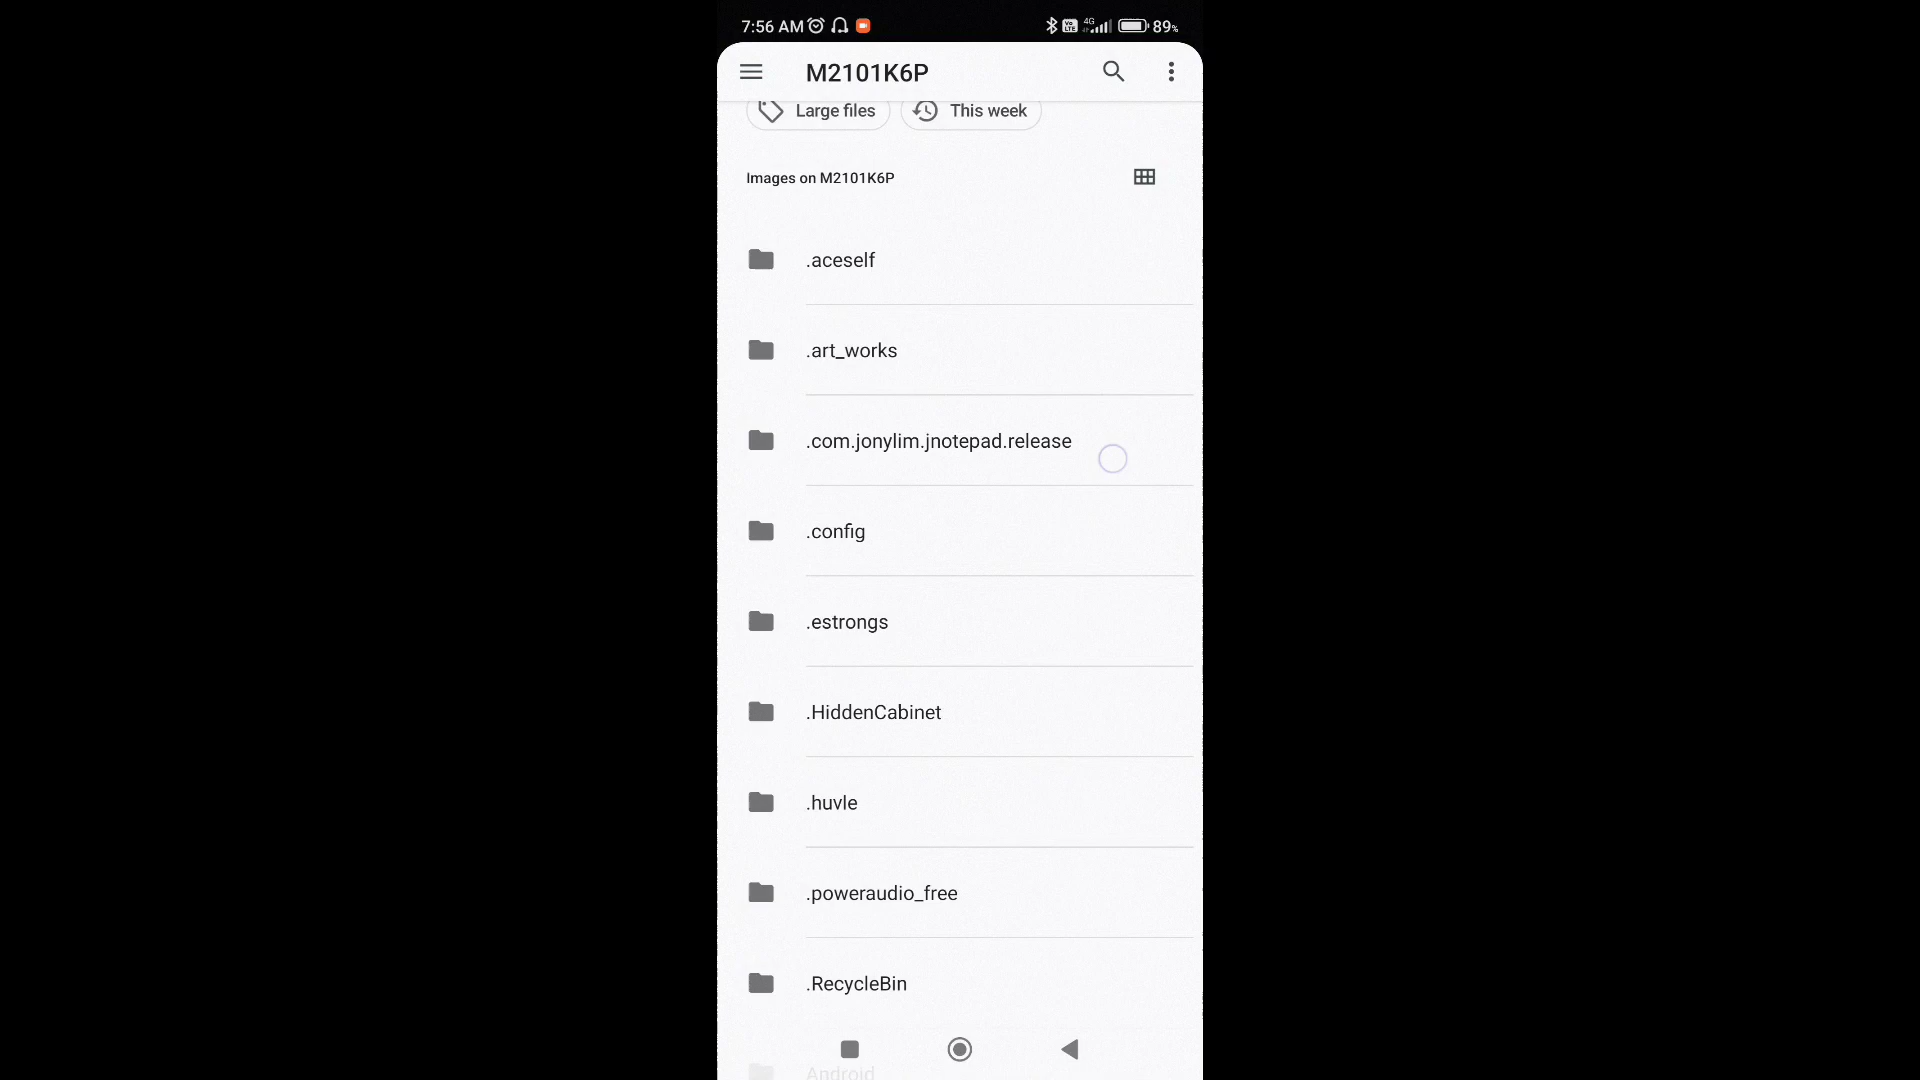 7:56 AM 4G 89%
M2101K6P
Large files This week
Images on M2101K6P
.aceself
.art_works
.com.jonylim.jnotepad.release
.config
.estrongs
.HiddenCabinet
.huvle
.poweraudio_free
.RecycleBin
Android